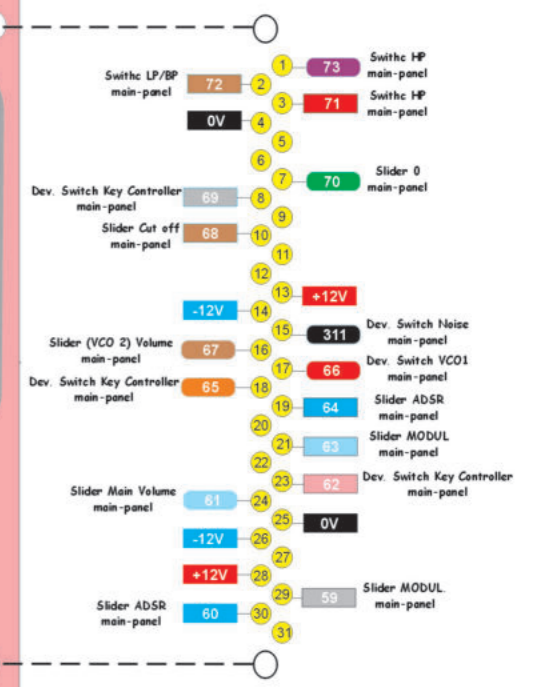 1 73 Swithc HP
main-panel
Swithc LP/BP
main-panel 72 2
3 71 Swithc HP
main-panel
0V 4
5
6
7 70 Slider 0
main-panel
Dev. Switch Key Controller
main-panel 69 8
9
Slider Cut off
main-panel 68 10
11
12
13 +12V
-12V 14
15 311 Dev. Switch Noise
main-panel
Slider (VCO 2) Volume
main-panel 67 16
17 66 Dev. Switch VCO1
main-panel
Dev. Switch Key Controller
main-panel 65 18
19 64 Slider ADSR
main-panel
20
21 63 Slider MODUL
main-panel
22
23 62 Dev. Switch Key Controller
main-panel
Slider Main Volume
main-panel 61 24
25 0V
-12V 26
27
+12V 28
29 59 Slider MODUL.
main-panel
Slider ADSR
main-panel 60 30
31